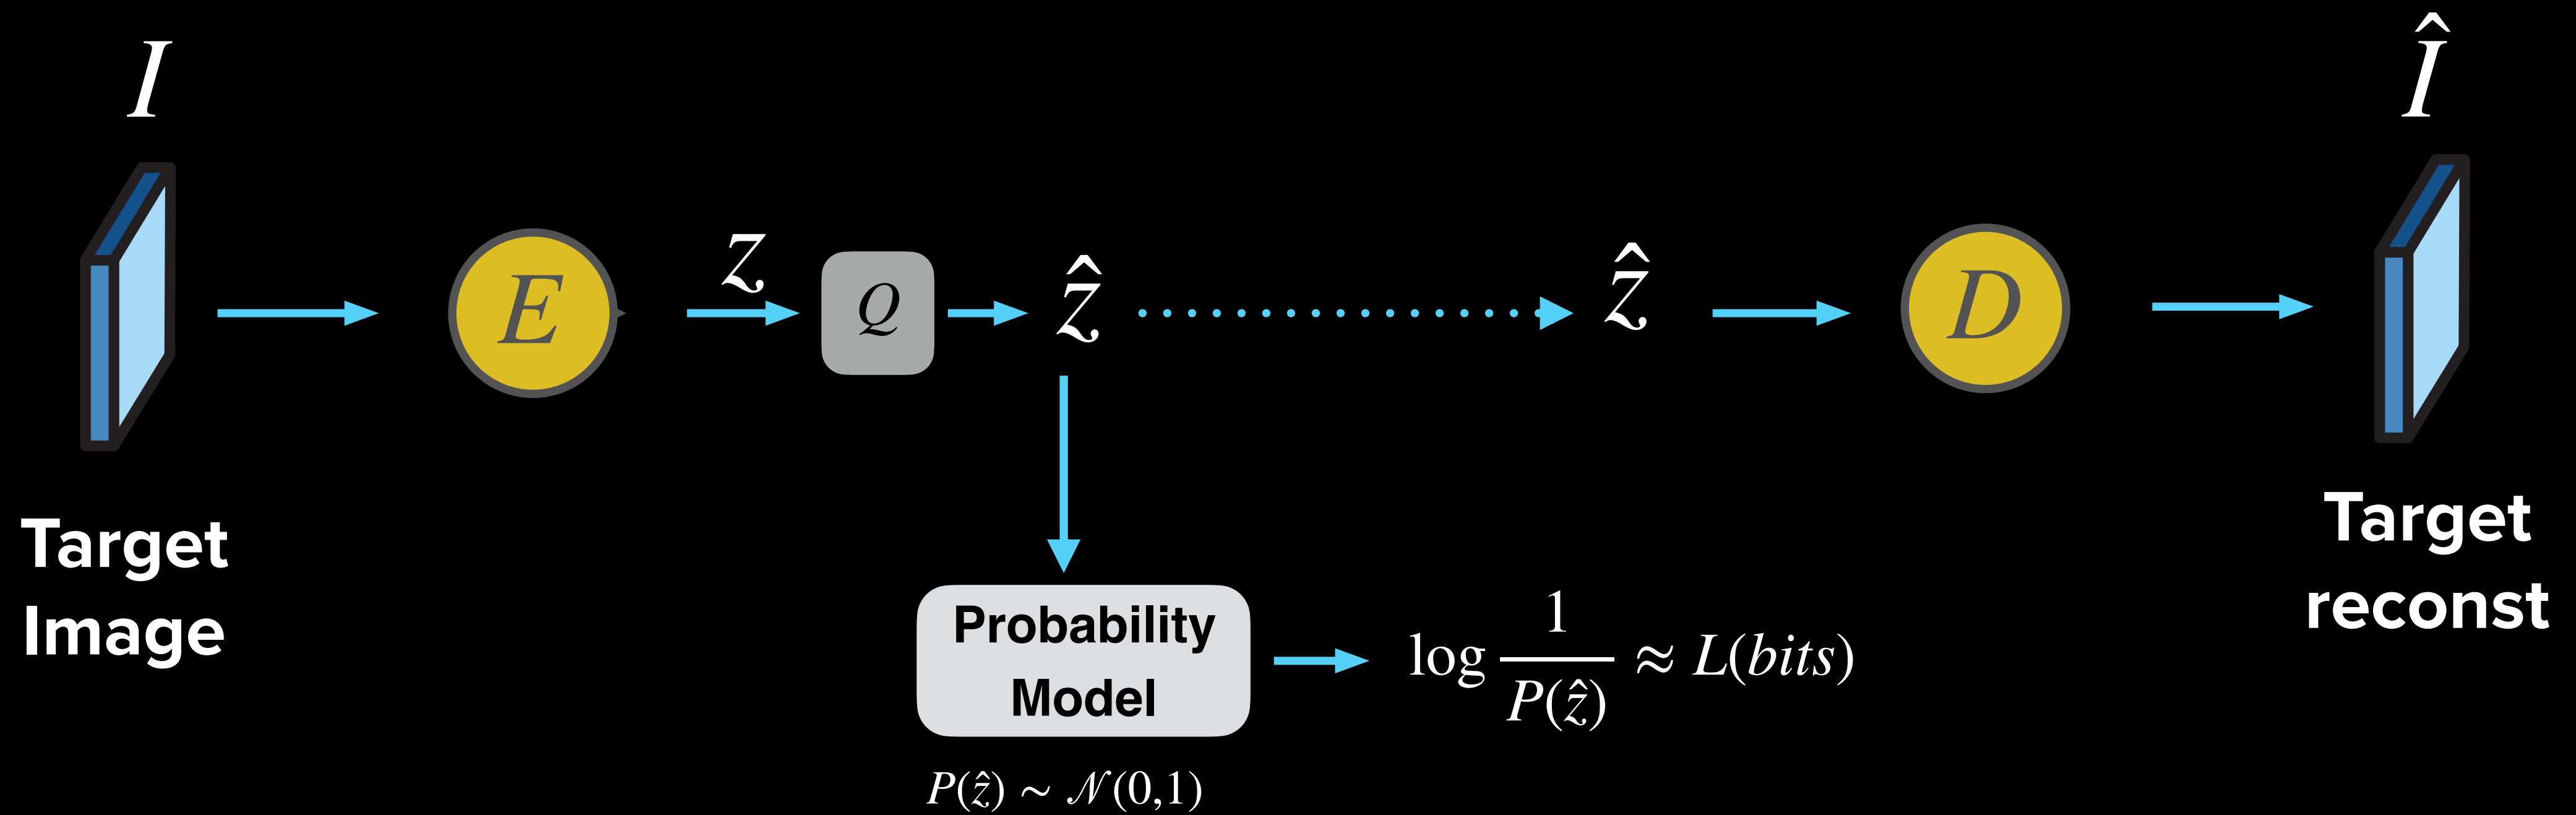 I
Î
E
z
Q
ẑ
ẑ
D
Target
Image
Target
reconst
Probability
Model
log 1/P(ẑ) ≈ L(bits)
P(ẑ) ~ 𝒩(0,1)